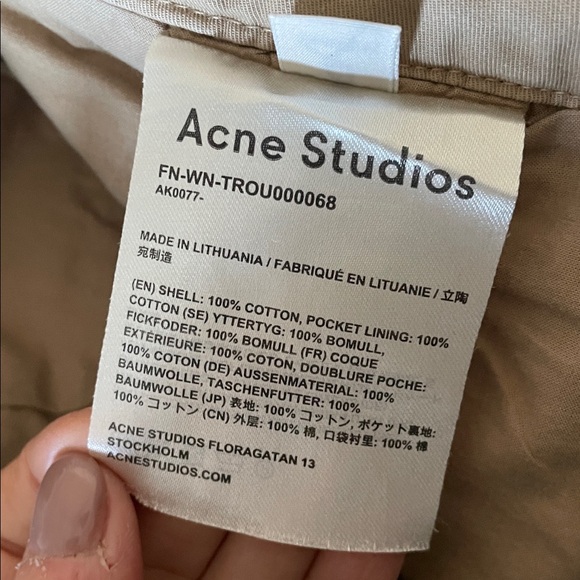 Acne Studios
FN-WN-TROU000068
AK0077-
MADE IN LITHUANIA / FABRIQUÉ EN LITUANIE / 立陶
宛制造
(EN) SHELL: 100% COTTON, POCKET LINING: 100%
COTTON (SE) YTTERTYG: 100% BOMULL,
FICKFODER: 100% BOMULL (FR) COQUE
EXTÉRIEURE: 100% COTON, DOUBLURE POCHE:
100% COTON (DE) AUSSENMATERIAL: 100%
BAUMWOLLE, TASCHENFUTTER: 100%
BAUMWOLLE (JP) 表地: 100% コットン, ポケット裏地:
100% コットン (CN) 外层: 100% 棉, 口袋衬里: 100% 棉
ACNE STUDIOS FLORAGATAN 13
STOCKHOLM
ACNESTUDIOS.COM